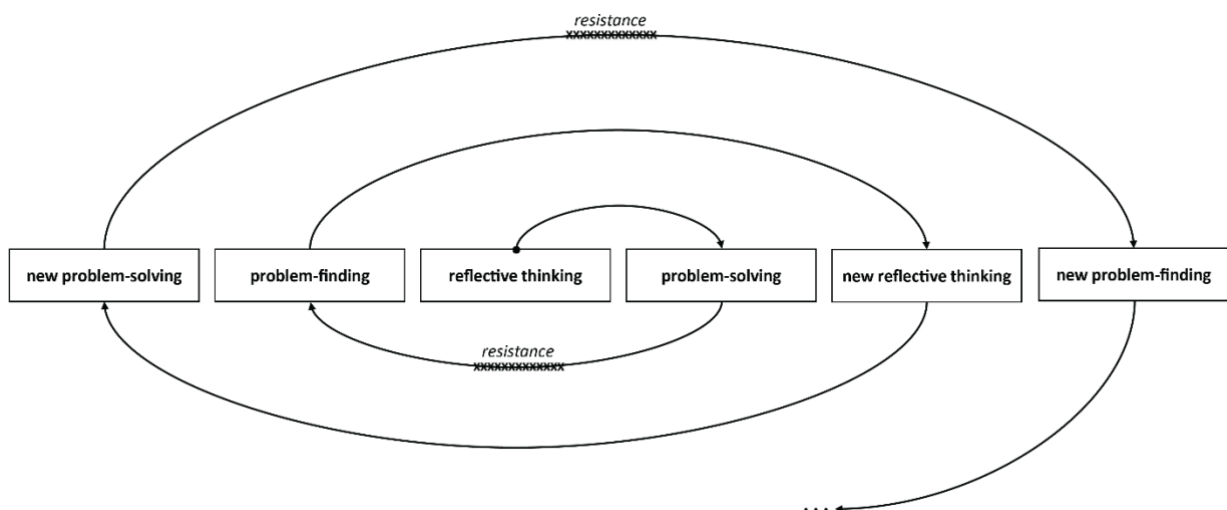 resistance
xxxxxxxxxxxxx
new problem-solving
problem-finding
reflective thinking
problem-solving
new reflective thinking
new problem-finding
resistance
xxxxxxxxxxxxx
...